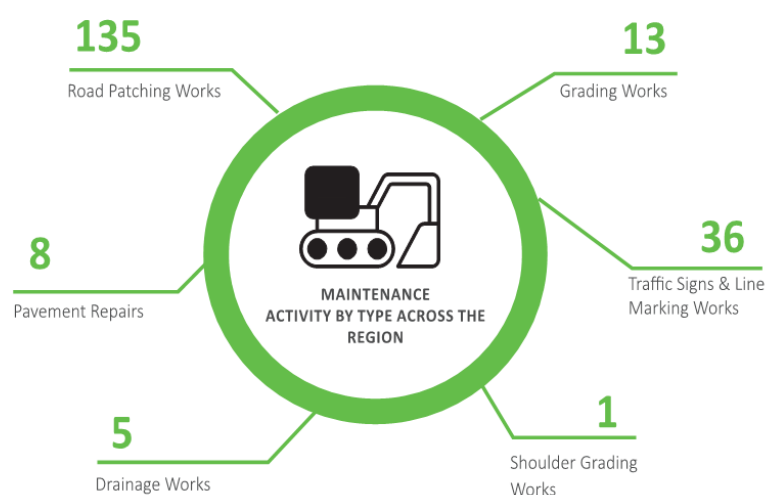 135
Road Patching Works
13
Grading Works
8
Pavement Repairs
36
Traffic Signs & Line
Marking Works
MAINTENANCE
ACTIVITY BY TYPE ACROSS THE
REGION
5
Drainage Works
1
Shoulder Grading
Works